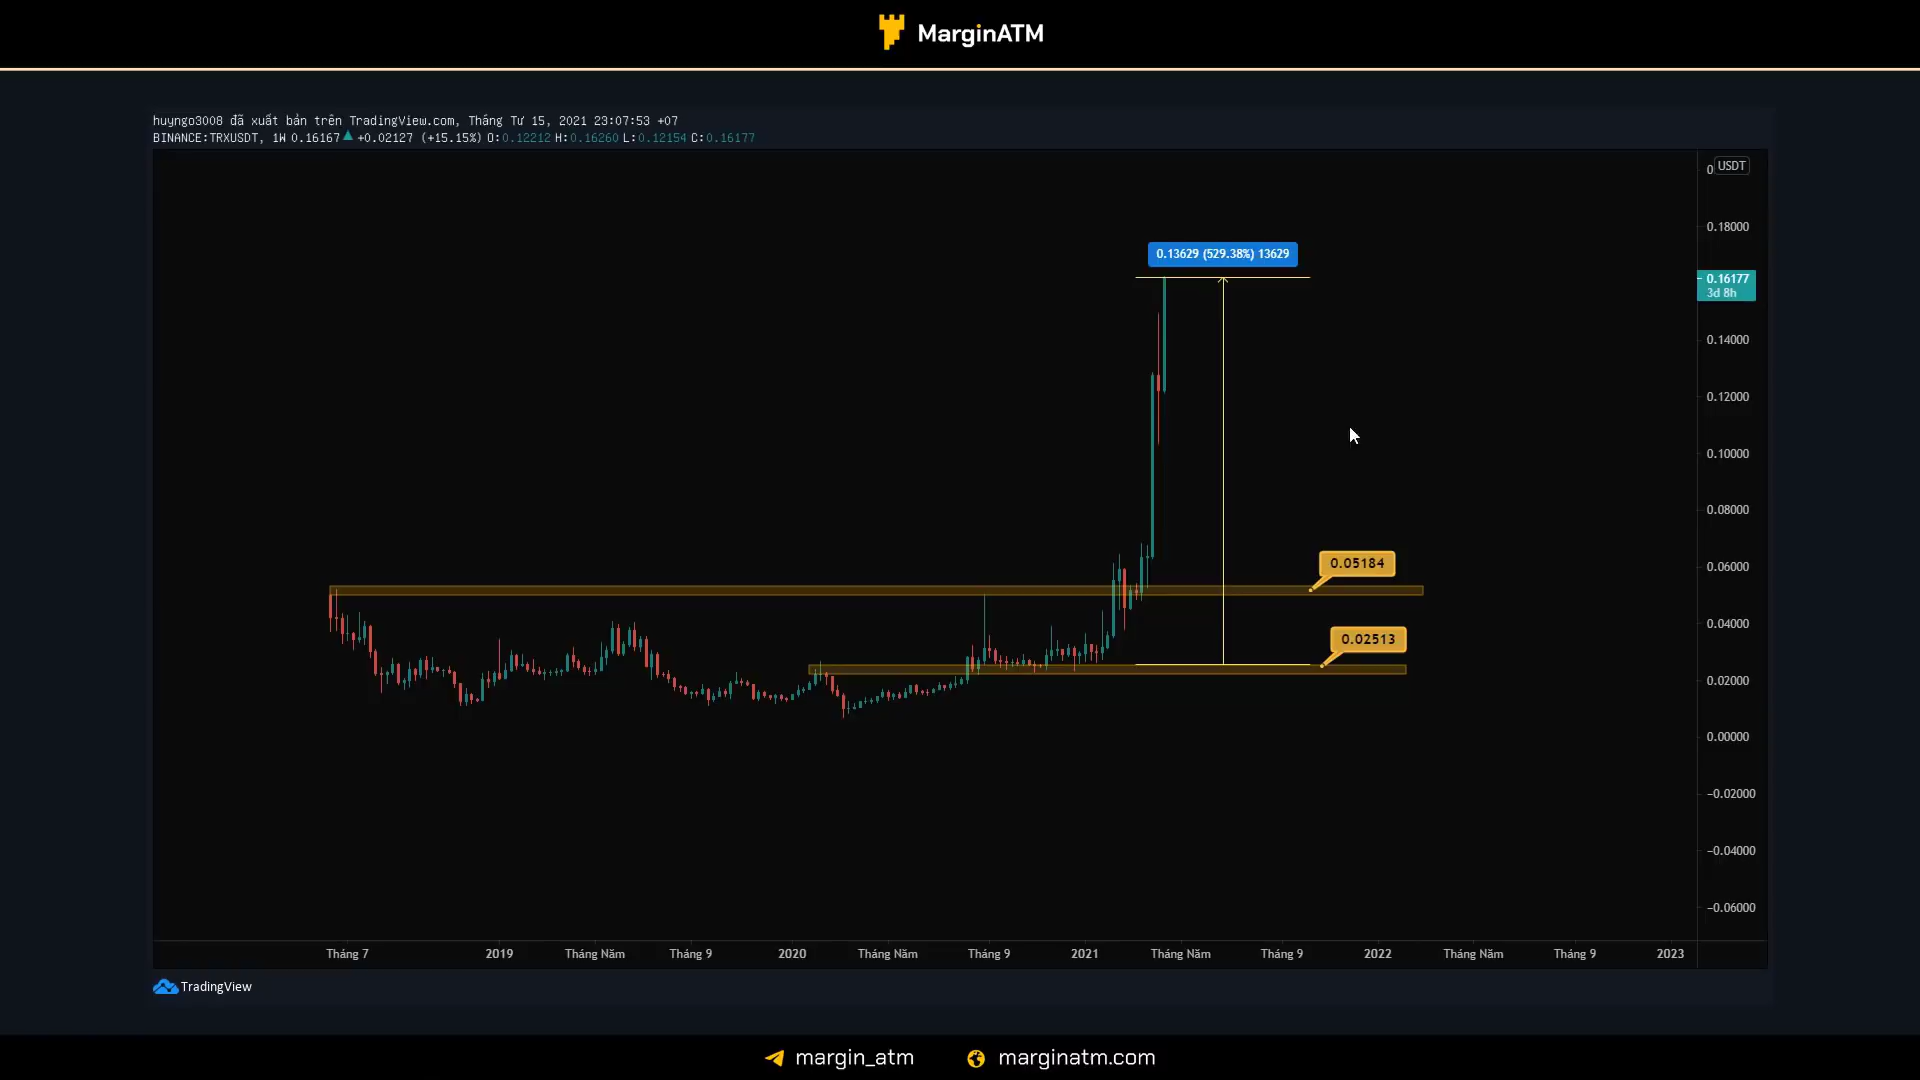 MarginATM
huyngo3008 đã xuất bản trên TradingView.com, Tháng Tư 15, 2021 23:07:53 +07
BINANCE:TRXUSDT, 1W 0.16167 ▲ +0.02127 (+15.15%) O:0.12212 H:0.16260 L:0.12154 C:0.16177
0 USDT
0.18000
0.13629 (529.38%) 13629
0.16177
3d 8h
0.14000
0.12000
0.10000
0.08000
0.05184
0.06000
0.04000
0.02513
0.02000
0.00000
−0.02000
−0.04000
−0.06000
Tháng 7 2019 Tháng Năm Tháng 9 2020 Tháng Năm Tháng 9 2021 Tháng Năm Tháng 9 2022 Tháng Năm Tháng 9 2023
TradingView
margin_atm marginatm.com